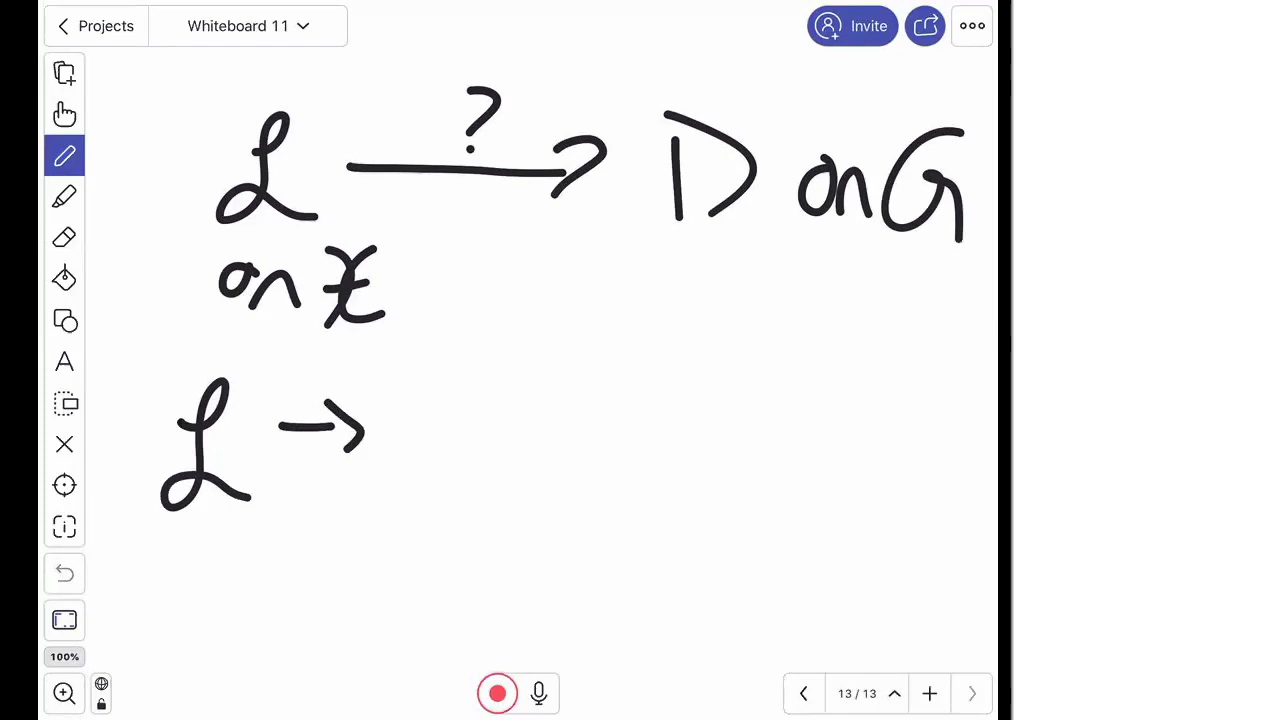 Projects
Whiteboard 11
Invite
?
ℒ → D on G
on 𝔛
ℒ →
A
100%
13 / 13